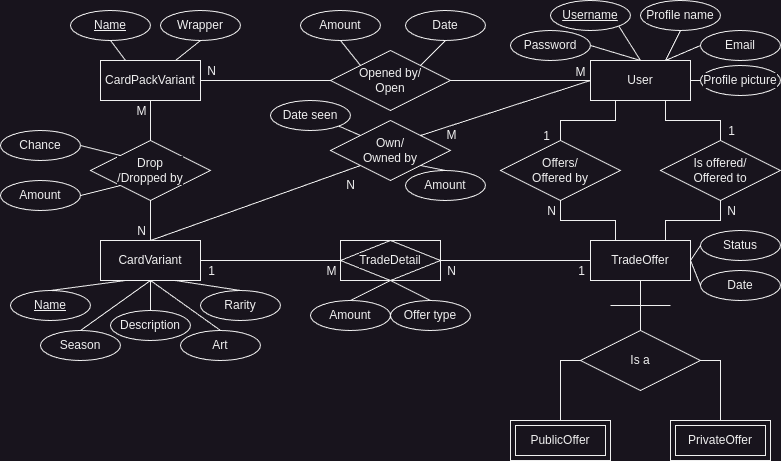 Name
Wrapper
Amount
Date
Username
Profile name
Password
Email
CardPackVariant
N
Opened by/
Open
M
User
(Profile picture)
Date seen
M
Chance
Drop
/Dropped by
Amount
Own/
Owned by
M
N
Amount
1
Offers/
Offered by
N
1
Is offered/
Offered to
N
N
CardVariant
1
M
TradeDetail
N
1
TradeOffer
Status
Date
Name
Season
Description
Art
Rarity
Amount
Offer type
Is a
PublicOffer
PrivateOffer